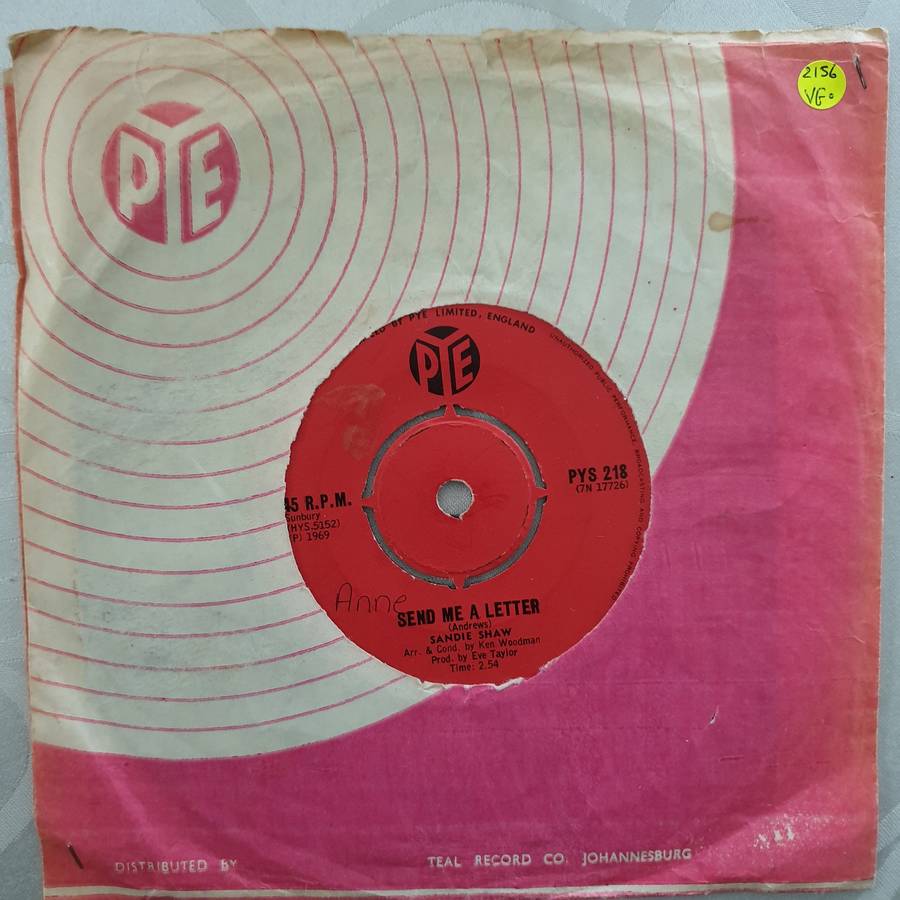 PYE
2156
VG
BY PYE LIMITED, ENGLAND
UNAUTHORIZED PUBLIC PERFORMANCE, BROADCASTING AND COPYING PROHIBITED
PYE
PYS 218
(7N 17726)
45 R.P.M.
Sunbury
(HYS.5152)
(P) 1969
Anne
SEND ME A LETTER
(Andrews)
SANDIE SHAW
Arr. & Cond. by Ken Woodman
Prod. by Eve Taylor
Time: 2.54
DISTRIBUTED BY TEAL RECORD CO. JOHANNESBURG